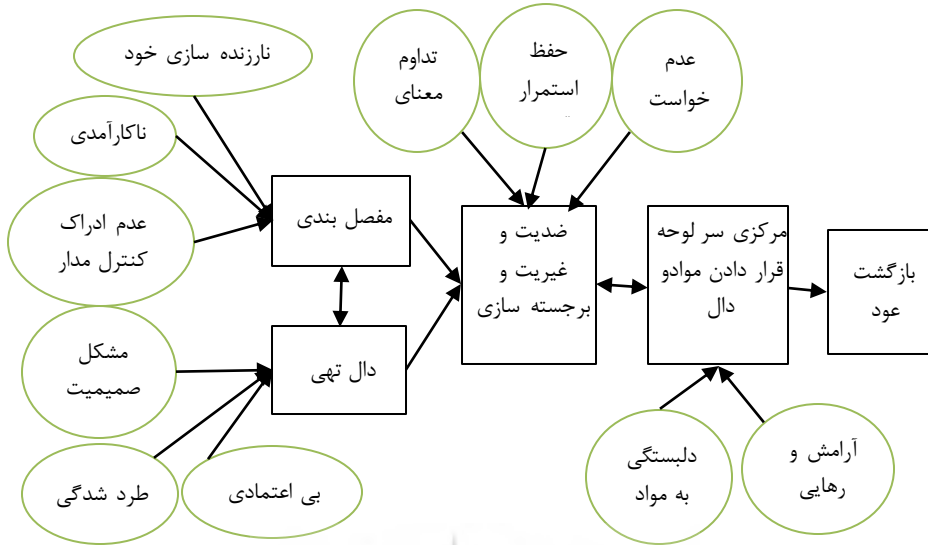 نارزنده سازی خود
ناکارآمدی
عدم ادراک
کنترل مدار
مشکل
صمیمیت
طرد شدگی
بی اعتمادی
مفصل بندی
دال تهی
تداوم
معنای
حفظ
استمرار
عدم
خواست
ضدیت و
غیریت و
برجسته سازی
مرکزی سر لوحه
قرار دادن موادو
دال
دلبستگی
به مواد
آرامش و
رهایی
بازگشت
عود